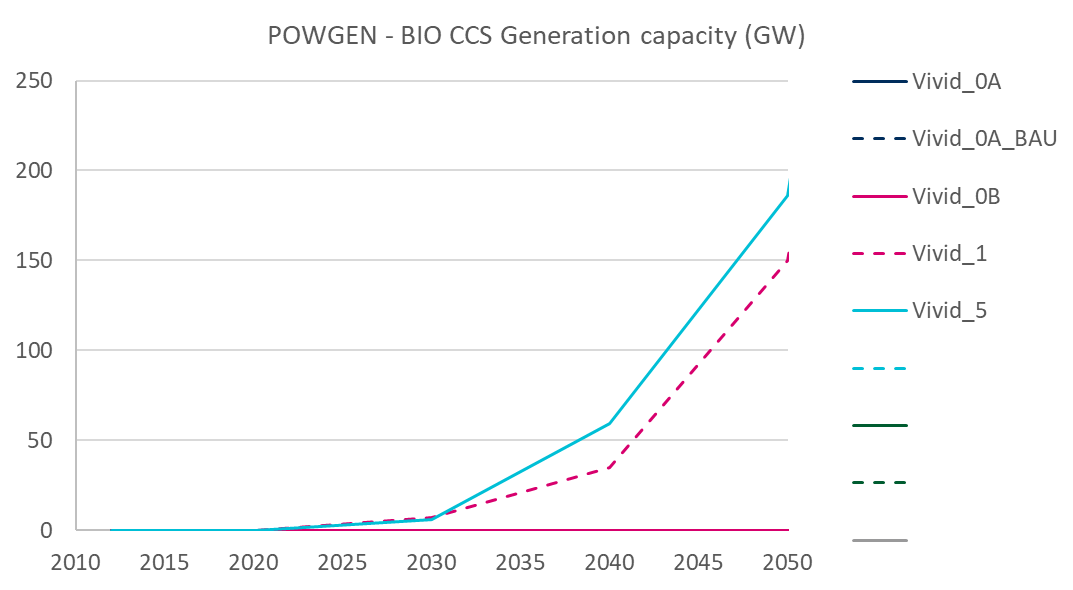 POWGEN - BIO CCS Generation capacity (GW)
250
200
150
100
50
0
2010 2015 2020 2025 2030 2035 2040 2045 2050
Vivid_0A
Vivid_0A_BAU
Vivid_0B
Vivid_1
Vivid_5